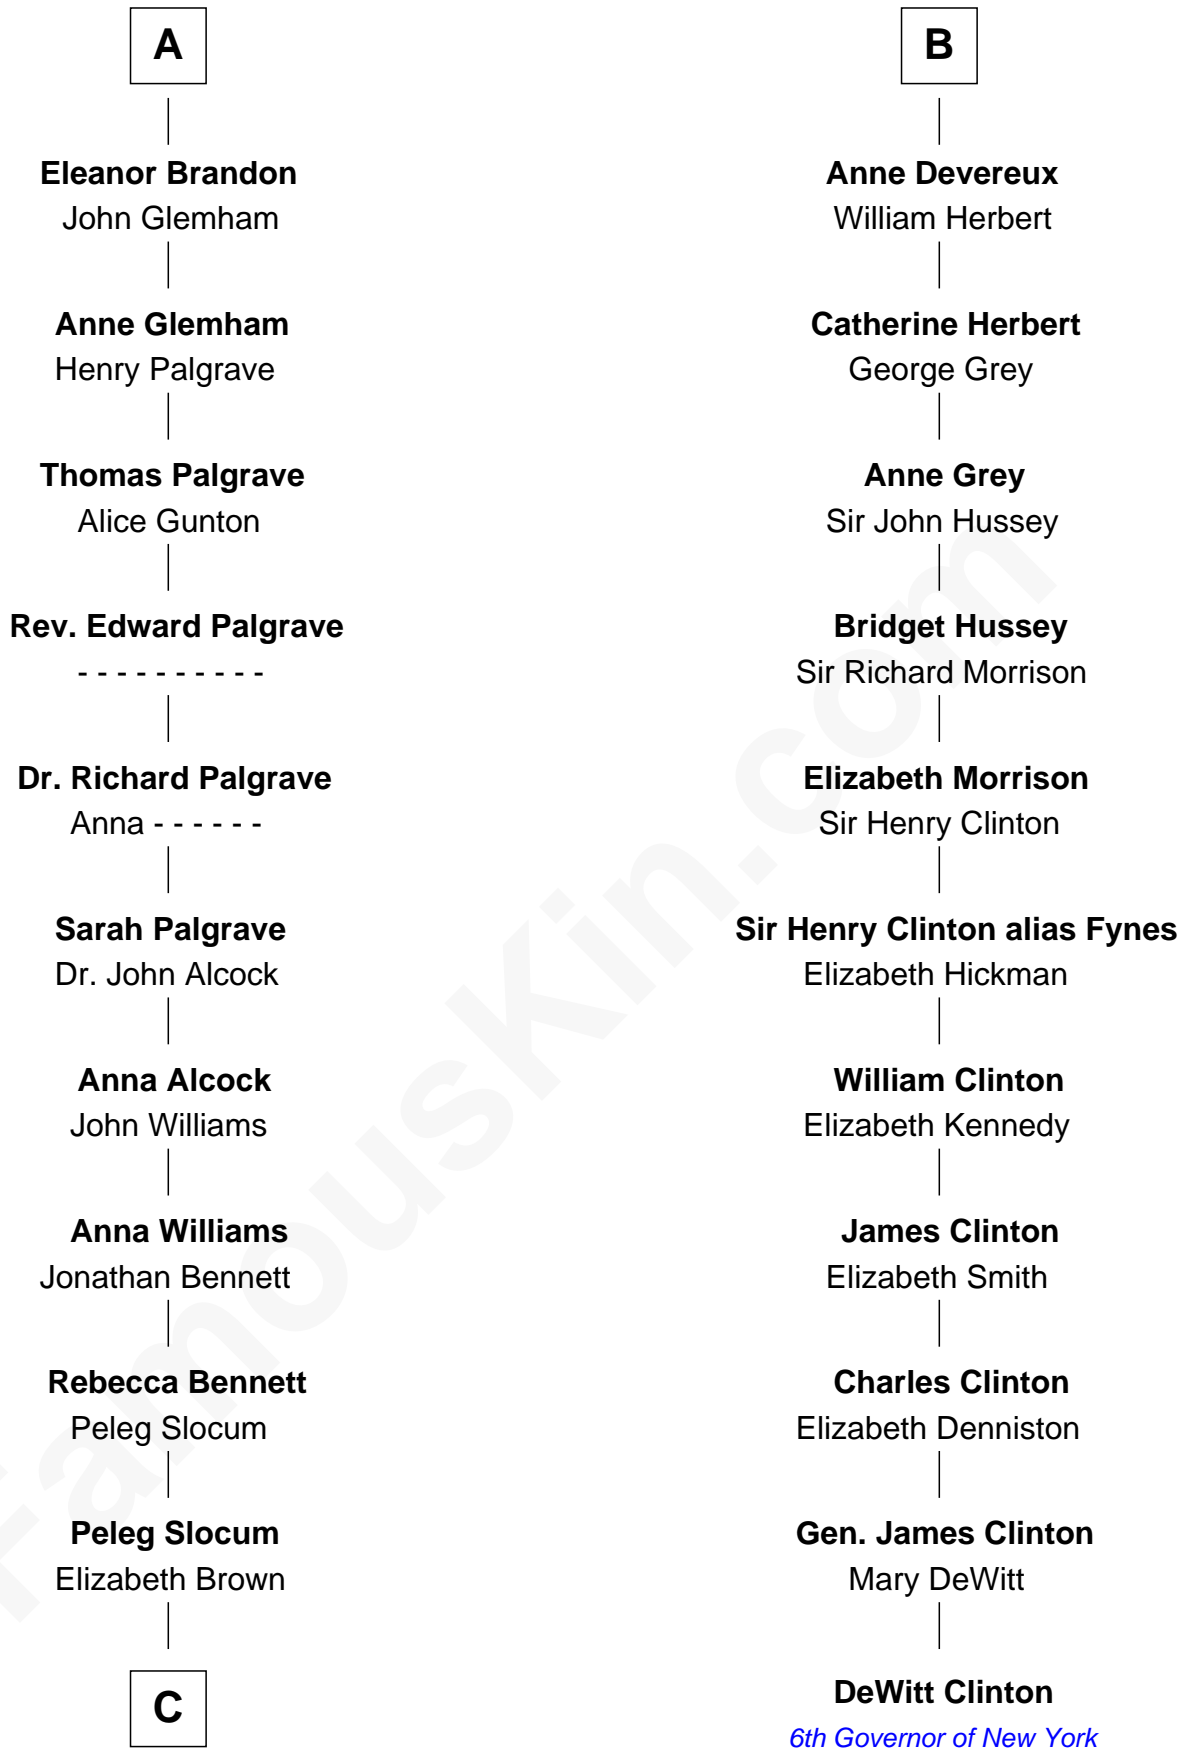 A
Eleanor Brandon
John Glemham
Anne Glemham
Henry Palgrave
Thomas Palgrave
Alice Gunton
Rev. Edward Palgrave
- - - - - - - - - -
Dr. Richard Palgrave
Anna - - - - - -
Sarah Palgrave
Dr. John Alcock
Anna Alcock
John Williams
Anna Williams
Jonathan Bennett
Rebecca Bennett
Peleg Slocum
Peleg Slocum
Elizabeth Brown
C
B
Anne Devereux
William Herbert
Catherine Herbert
George Grey
Anne Grey
Sir John Hussey
Bridget Hussey
Sir Richard Morrison
Elizabeth Morrison
Sir Henry Clinton
Sir Henry Clinton alias Fynes
Elizabeth Hickman
William Clinton
Elizabeth Kennedy
James Clinton
Elizabeth Smith
Charles Clinton
Elizabeth Denniston
Gen. James Clinton
Mary DeWitt
DeWitt Clinton
6th Governor of New York
FamousKin.com